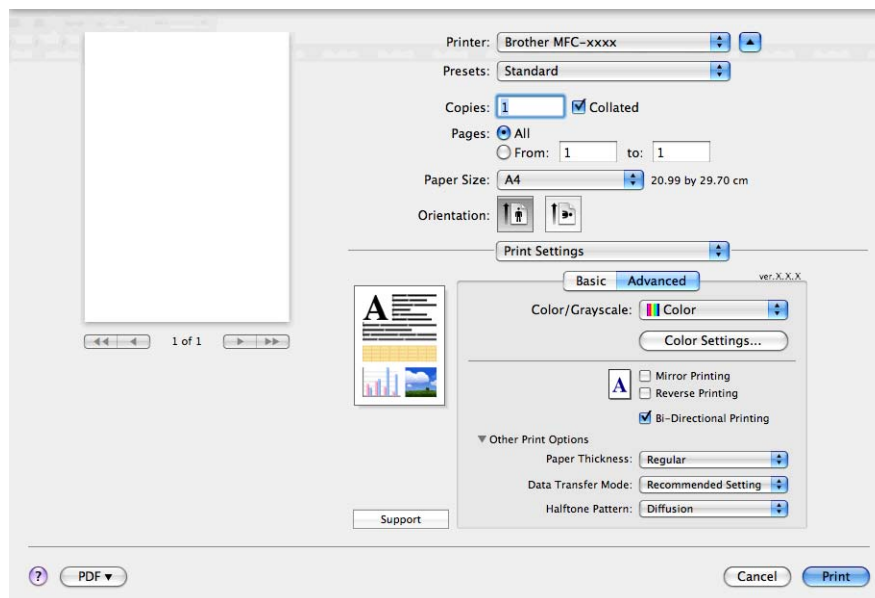 Printer: Brother MFC-xxxx
Presets: Standard
Copies: 1 Collated
Pages: All
From: 1 to: 1
Paper Size: A4 20.99 by 29.70 cm
Orientation:
Print Settings
Basic Advanced ver.X.X.X
Color/Grayscale: Color
Color Settings...
A
A
Mirror Printing
Reverse Printing
Bi-Directional Printing
Other Print Options
Paper Thickness: Regular
Data Transfer Mode: Recommended Setting
Halftone Pattern: Diffusion
1 of 1
Support
? PDF
Cancel Print